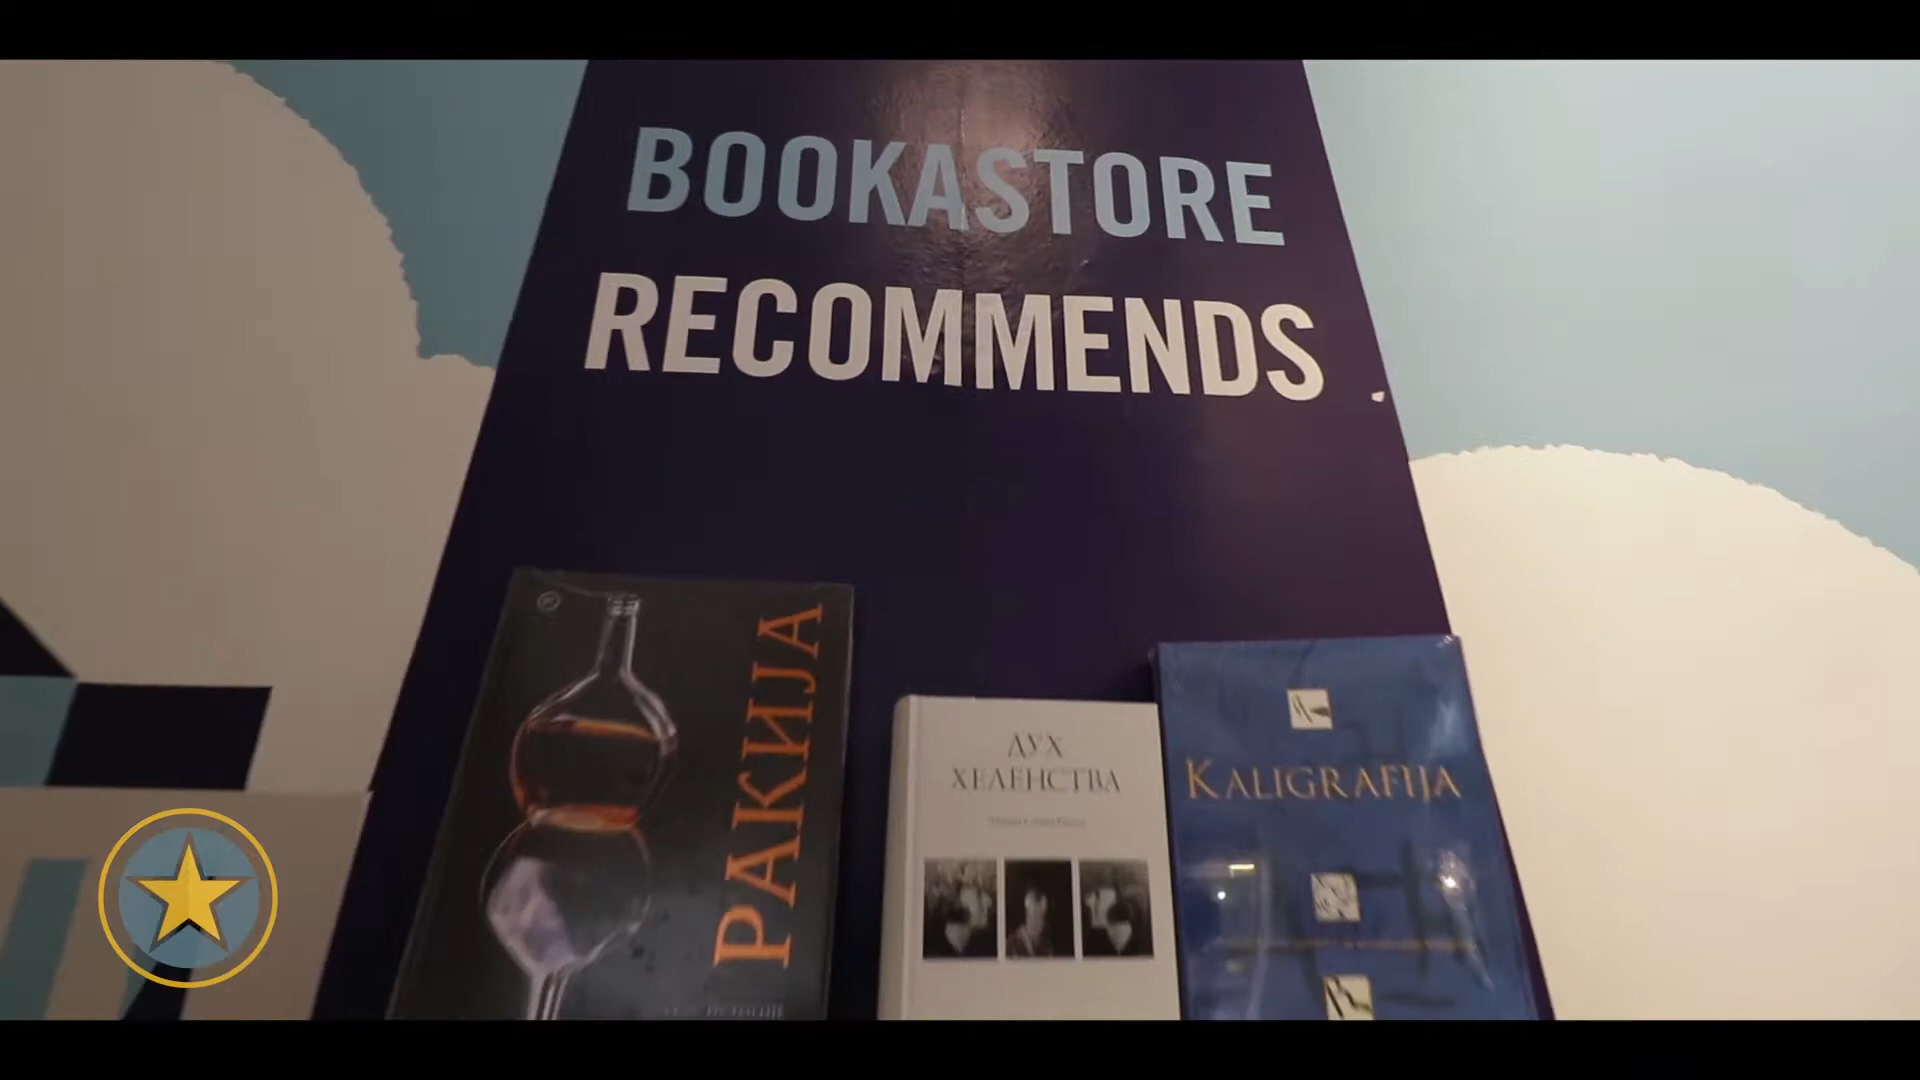 BOOKASTORE
RECOMMENDS
РАКИЈА
ДУХ
ХЕЛЕНСТВА
KALIGRAFIJA